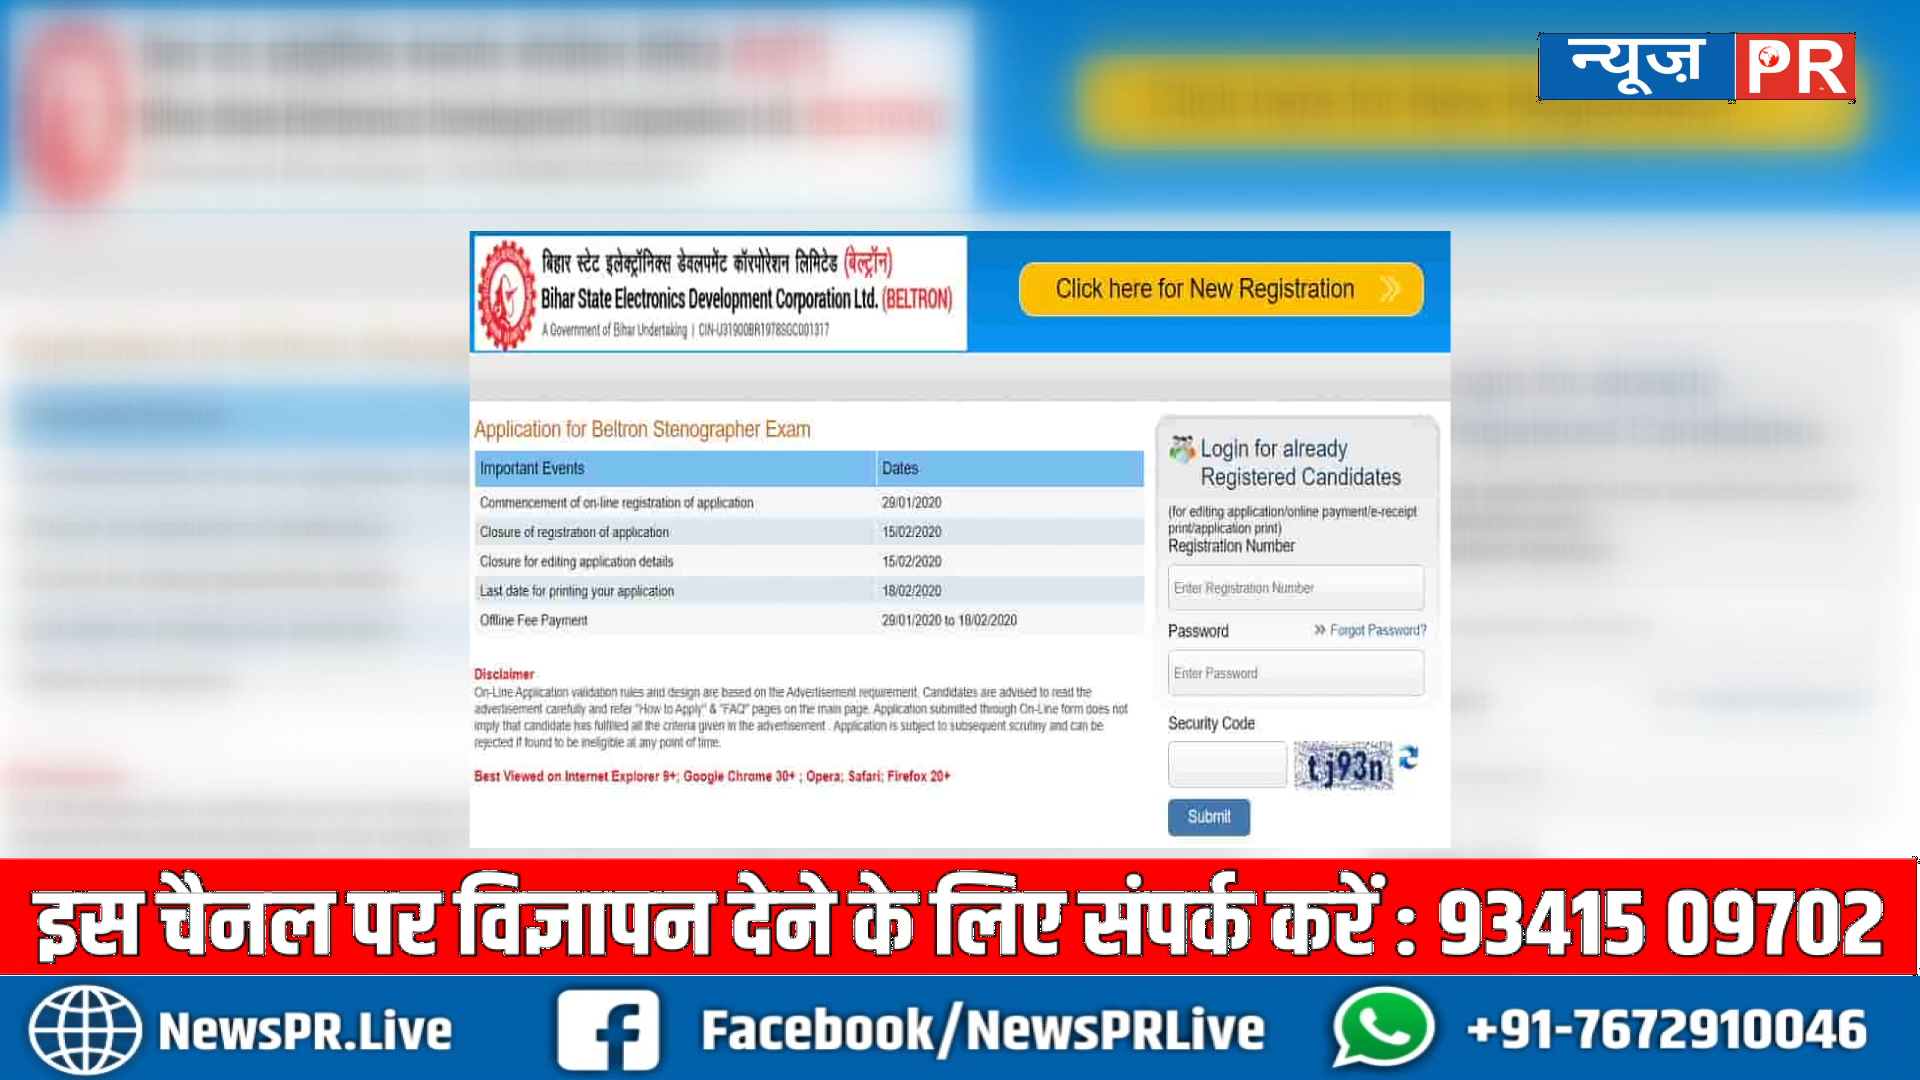 न्यूज़ PR
बिहार स्टेट इलेक्ट्रॉनिक्स डेवलपमेंट कॉरपोरेशन लिमिटेड (बेल्ट्रॉन)
Bihar State Electronics Development Corporation Ltd. (BELTRON)
A Government of Bihar Undertaking | CIN-U31900BR1978SGC001317
Click here for New Registration
Application for Beltron Stenographer Exam
Important Events Dates
Commencement of on-line registration of application 29/01/2020
Closure of registration of application 15/02/2020
Closure for editing application details 15/02/2020
Last date for printing your application 18/02/2020
Offline Fee Payment 29/01/2020 to 18/02/2020
Disclaimer
On-Line Application validation rules and design are based on the Advertisement requirement. Candidates are advised to read the
advertisement carefully and refer "How to Apply" & "FAQ" pages on the main page. Application submitted through On-Line form does not
imply that candidate has fulfilled all the criteria given in the advertisement . Application is subject to subsequent scrutiny and can be
rejected if found to be ineligible at any point of time.
Best Viewed on Internet Explorer 9+; Google Chrome 30+ ; Opera; Safari; Firefox 20+
Login for already
Registered Candidates
(for editing application/online payment/e-receipt
print/application print)
Registration Number
Enter Registration Number
Password » Forgot Password?
Enter Password
Security Code
tj93n
Submit
इस चैनल पर विज्ञापन देने के लिए संपर्क करें : 93415 09702
NewsPR.Live Facebook/NewsPRLive +91-7672910046